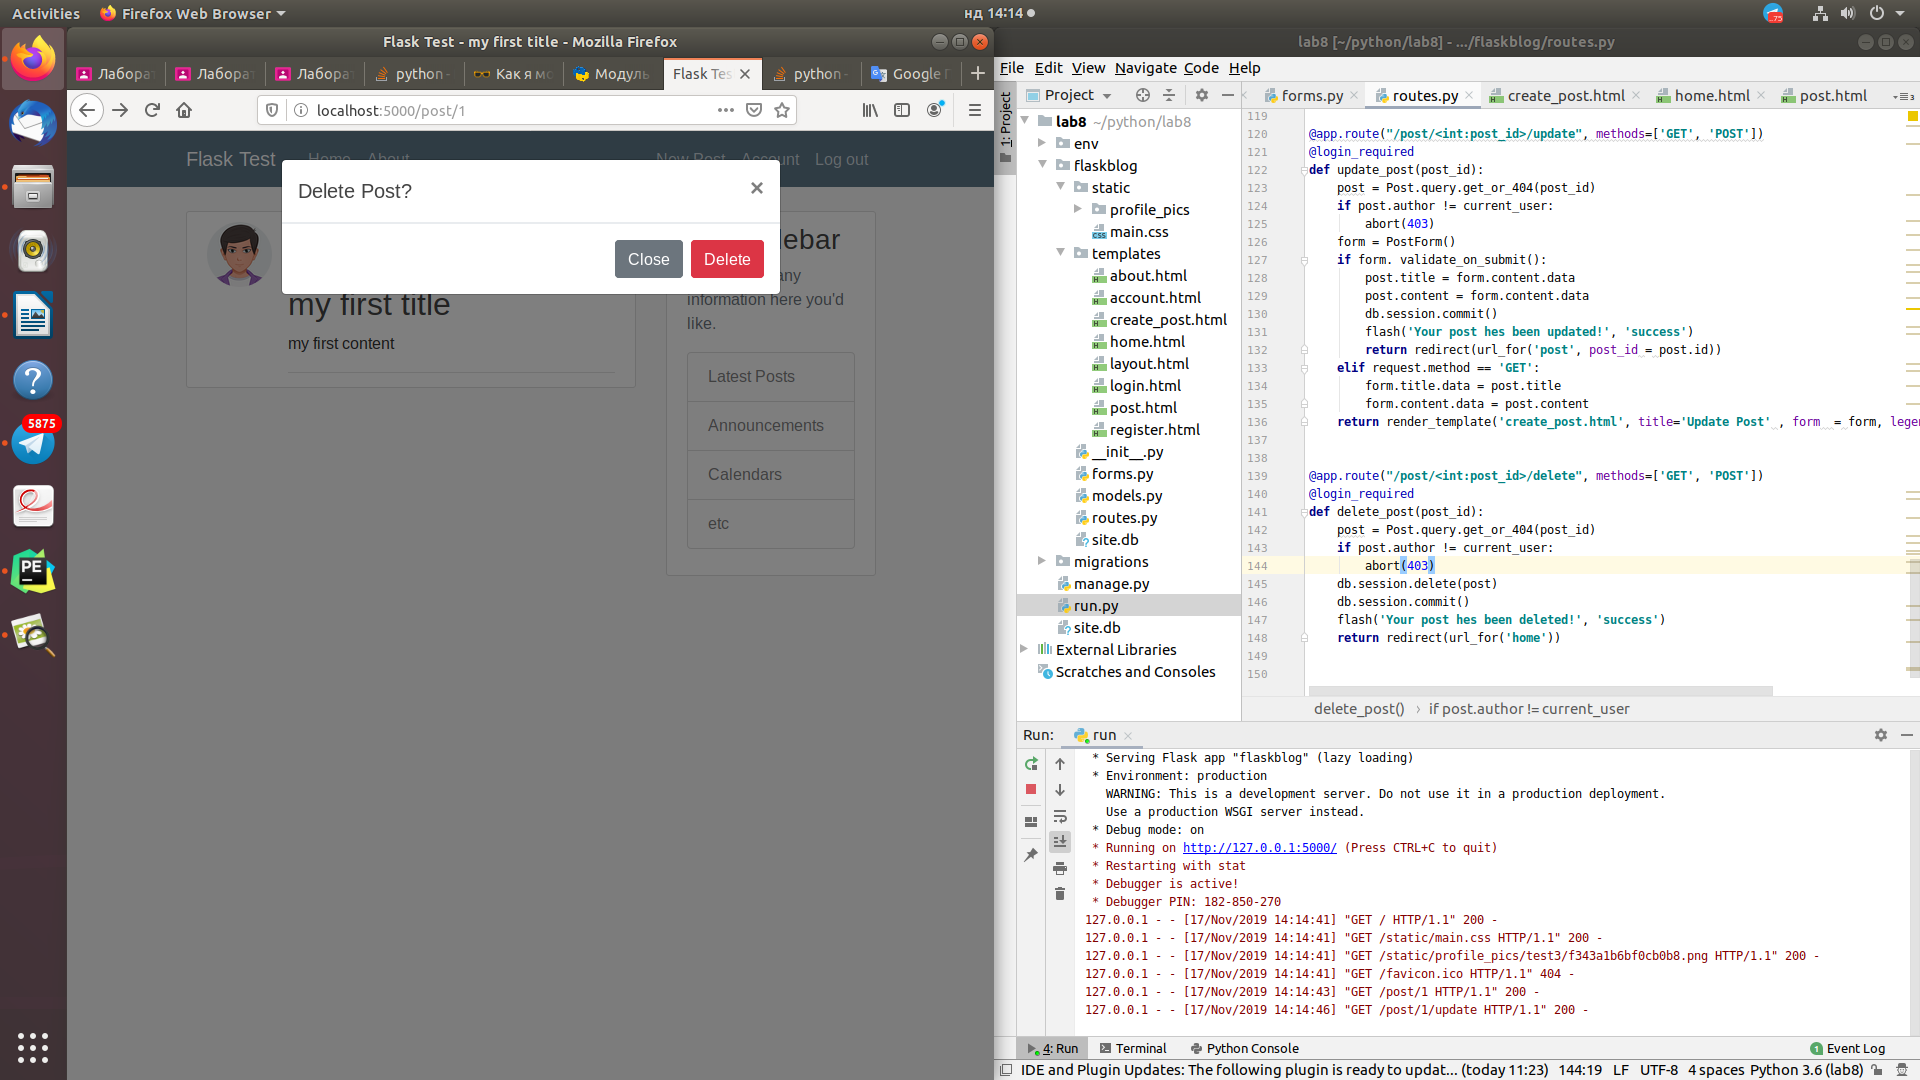 Activities
Firefox Web Browser
нд 14:14
75
Flask Test - my first title - Mozilla Firefox
Лабора
Лабора
Лабора
python-
Как я мо
Модуль
Flask Tes
python-
Google П
localhost:5000/post/1
Flask Test
Home
About
New Post
Account
Log out
Delete Post?
×
Close
Delete
my first title
my first content
debar
any
information here you'd
like.
Latest Posts
Announcements
Calendars
etc
5875
PE
lab8 [~/python/lab8] - .../flaskblog/routes.py
File Edit View Navigate Code Help
1: Project
Project
forms.py
routes.py
create_post.html
home.html
post.html
lab8 ~/python/lab8
env
flaskblog
static
profile_pics
main.css
templates
about.html
account.html
create_post.html
home.html
layout.html
login.html
post.html
register.html
__init__.py
forms.py
models.py
routes.py
site.db
migrations
manage.py
run.py
site.db
External Libraries
Scratches and Consoles
119
120 @app.route("/post/<int:post_id>/update", methods=['GET', 'POST'])
121 @login_required
122 def update_post(post_id):
123 post = Post.query.get_or_404(post_id)
124 if post.author != current_user:
125 abort(403)
126 form = PostForm()
127 if form. validate_on_submit():
128 post.title = form.content.data
129 post.content = form.content.data
130 db.session.commit()
131 flash('Your post hes been updated!', 'success')
132 return redirect(url_for('post', post_id = post.id))
133 elif request.method == 'GET':
134 form.title.data = post.title
135 form.content.data = post.content
136 return render_template('create_post.html', title='Update Post' , form = form, legen
137
138
139 @app.route("/post/<int:post_id>/delete", methods=['GET', 'POST'])
140 @login_required
141 def delete_post(post_id):
142 post = Post.query.get_or_404(post_id)
143 if post.author != current_user:
144 abort(403)
145 db.session.delete(post)
146 db.session.commit()
147 flash('Your post hes been deleted!', 'success')
148 return redirect(url_for('home'))
149
150
delete_post() › if post.author != current_user
Run: run
* Serving Flask app "flaskblog" (lazy loading)
* Environment: production
WARNING: This is a development server. Do not use it in a production deployment.
Use a production WSGI server instead.
* Debug mode: on
* Running on http://127.0.0.1:5000/ (Press CTRL+C to quit)
* Restarting with stat
* Debugger is active!
* Debugger PIN: 182-850-270
127.0.0.1 - - [17/Nov/2019 14:14:41] "GET / HTTP/1.1" 200 -
127.0.0.1 - - [17/Nov/2019 14:14:41] "GET /static/main.css HTTP/1.1" 200 -
127.0.0.1 - - [17/Nov/2019 14:14:41] "GET /static/profile_pics/test3/f343a1b6bf0cb0b8.png HTTP/1.1" 200 -
127.0.0.1 - - [17/Nov/2019 14:14:41] "GET /favicon.ico HTTP/1.1" 404 -
127.0.0.1 - - [17/Nov/2019 14:14:43] "GET /post/1 HTTP/1.1" 200 -
127.0.0.1 - - [17/Nov/2019 14:14:46] "GET /post/1/update HTTP/1.1" 200 -
4: Run
Terminal
Python Console
1 Event Log
IDE and Plugin Updates: The following plugin is ready to updat... (today 11:23) 144:19 LF UTF-8 4 spaces Python 3.6 (lab8)